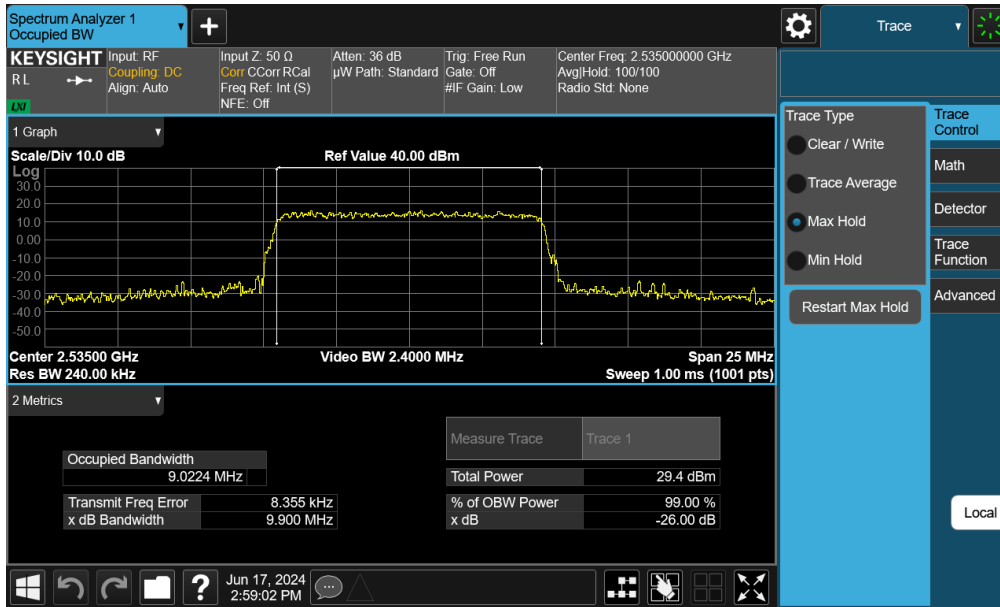 Spectrum Analyzer 1
Occupied BW
Trace
KEYSIGHT
R L
LXI
Input: RF
Coupling: DC
Align: Auto
Input Z: 50 Ω
Corr CCorr RCal
Freq Ref: Int (S)
NFE: Off
Atten: 36 dB
µW Path: Standard
Trig: Free Run
Gate: Off
#IF Gain: Low
Center Freq: 2.535000000 GHz
Avg|Hold: 100/100
Radio Std: None
1 Graph
Scale/Div 10.0 dB
Ref Value 40.00 dBm
Log
30.0
20.0
10.0
0.00
-10.0
-20.0
-30.0
-40.0
-50.0
Center 2.53500 GHz
Video BW 2.4000 MHz
Span 25 MHz
Res BW 240.00 kHz
Sweep 1.00 ms (1001 pts)
2 Metrics
Measure Trace Trace 1
Occupied Bandwidth
9.0224 MHz
Total Power 29.4 dBm
Transmit Freq Error 8.355 kHz
% of OBW Power 99.00 %
x dB Bandwidth 9.900 MHz
x dB -26.00 dB
Trace Type
Clear / Write
Trace Average
Max Hold
Min Hold
Restart Max Hold
Trace
Control
Math
Detector
Trace
Function
Advanced
Local
?
Jun 17, 2024
2:59:02 PM